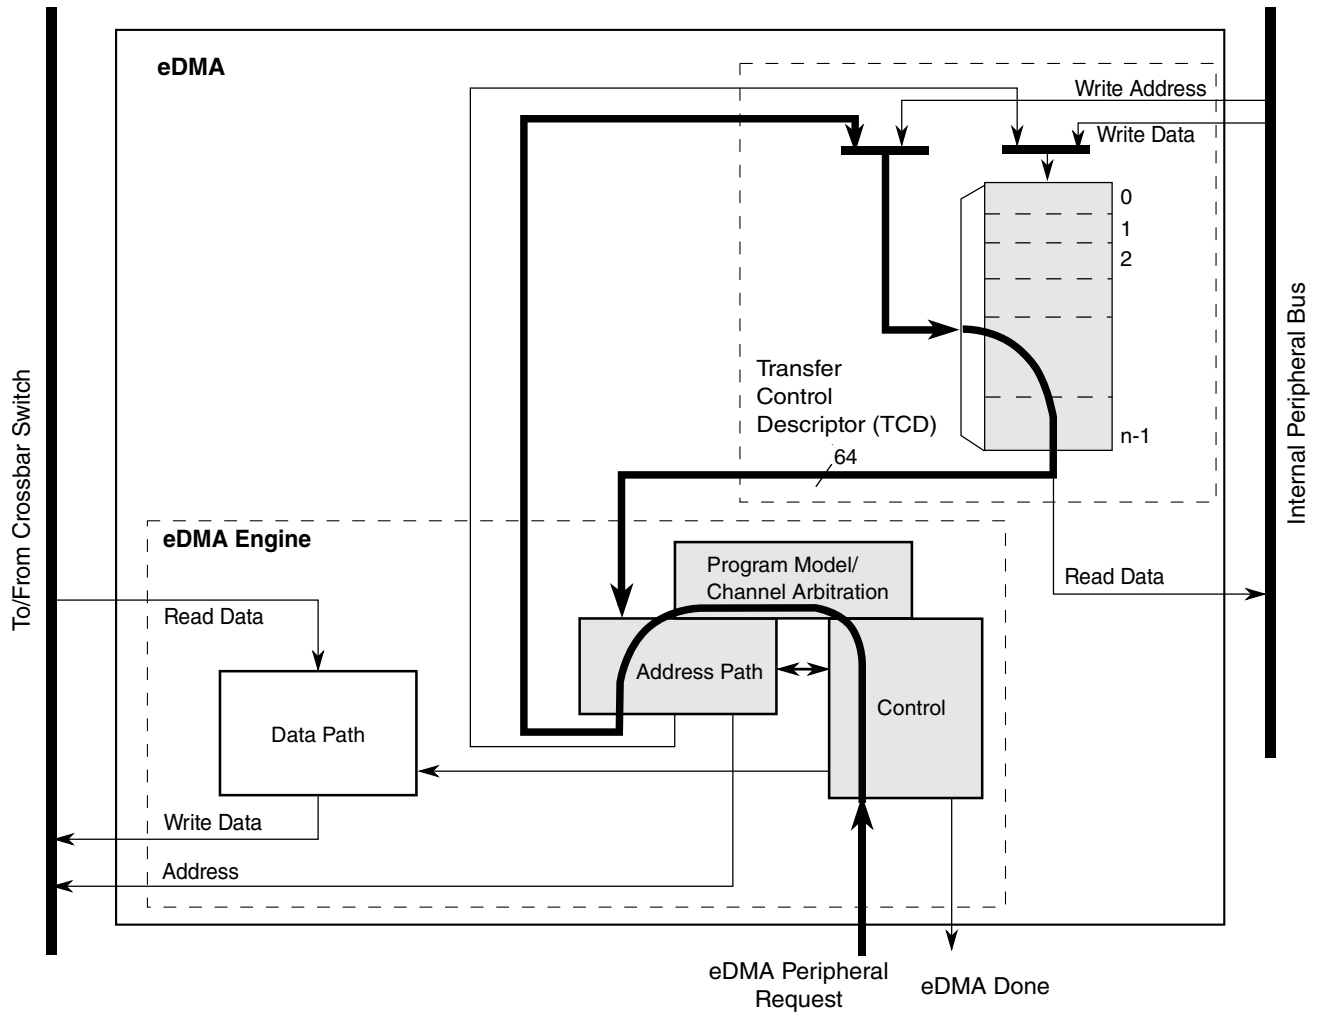 eDMA
Write Address
Write Data
0
1
2
n-1
Transfer
Control
Descriptor (TCD)
64
To/From Crossbar Switch
Internal Peripheral Bus
eDMA Engine
Program Model/
Channel Arbitration
Read Data
Read Data
Address Path
Control
Data Path
Write Data
Address
eDMA Peripheral
Request
eDMA Done